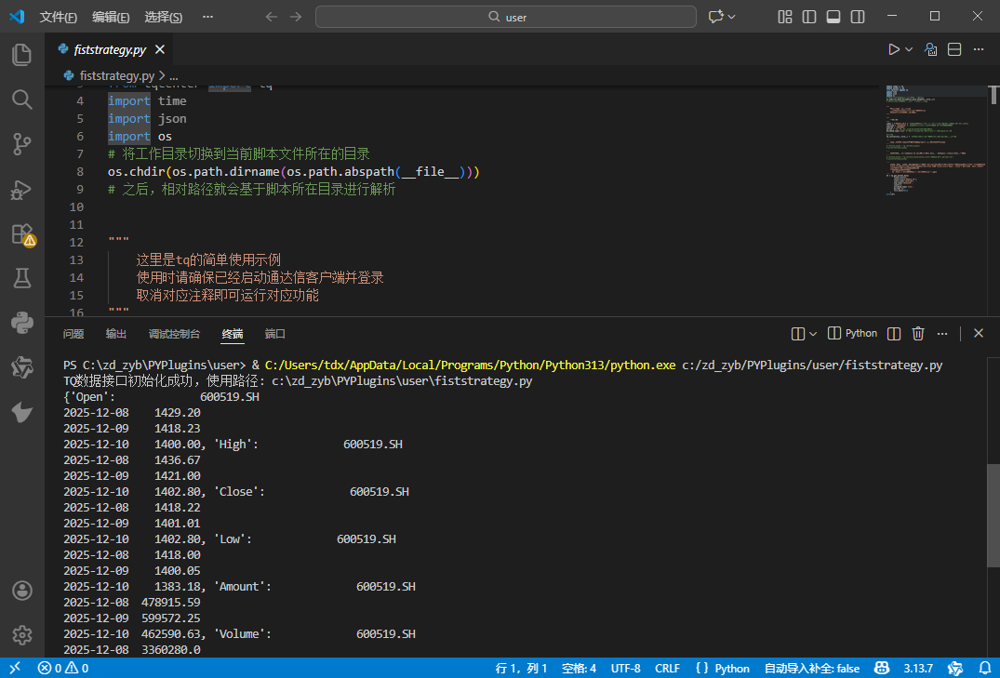 文件(F) 编辑(E) 选择(S) ··· user
fiststrategy.py
fiststrategy.py > ...
4 import time
5 import json
6 import os
7 # 将工作目录切换到当前脚本文件所在的目录
8 os.chdir(os.path.dirname(os.path.abspath(__file__)))
9 # 之后，相对路径就会基于脚本所在目录进行解析
10
11
12 """
13 这里是tq的简单使用示例
14 使用时请确保已经启动通达信客户端并登录
15 取消对应注释即可运行对应功能
16 """
问题 输出 调试控制台 终端 端口 Python
PS C:\zd_zyb\PYPlugins\user> & C:/Users/tdx/AppData/Local/Programs/Python/Python313/python.exe c:/zd_zyb/PYPlugins/user/fiststrategy.py
TQ数据接口初始化成功，使用路径: c:\zd_zyb\PYPlugins\user\fiststrategy.py
{'Open': 600519.SH
2025-12-08 1429.20
2025-12-09 1418.23
2025-12-10 1400.00, 'High': 600519.SH
2025-12-08 1436.67
2025-12-09 1421.00
2025-12-10 1402.80, 'Close': 600519.SH
2025-12-08 1418.22
2025-12-09 1401.01
2025-12-10 1402.80, 'Low': 600519.SH
2025-12-08 1418.00
2025-12-09 1400.05
2025-12-10 1383.18, 'Amount': 600519.SH
2025-12-08 478915.59
2025-12-09 599572.25
2025-12-10 462590.63, 'Volume': 600519.SH
2025-12-08 3360280.0
0 0 行 1，列 1 空格: 4 UTF-8 CRLF { } Python 自动导入补全: false 3.13.7